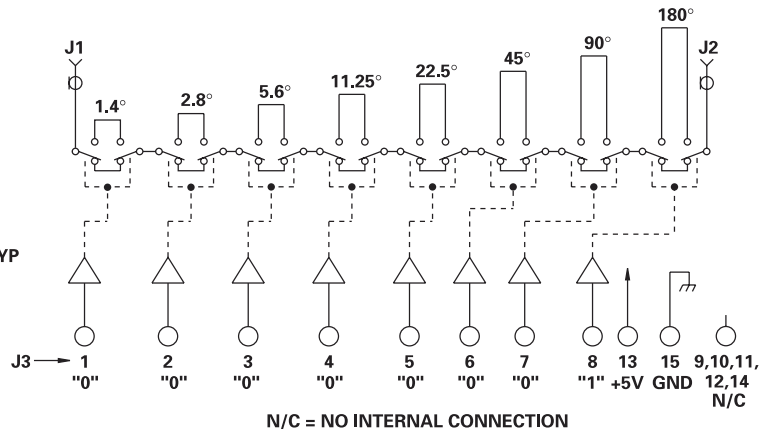 180°
J1
J2
90°
45°
22.5°
11.25°
5.6°
2.8°
1.4°
YP
J3
1 2 3 4 5 6 7 8 13 15 9,10,11,
"0" "0" "0" "0" "0" "0" "0" "1" +5V GND 12,14
N/C
N/C = NO INTERNAL CONNECTION